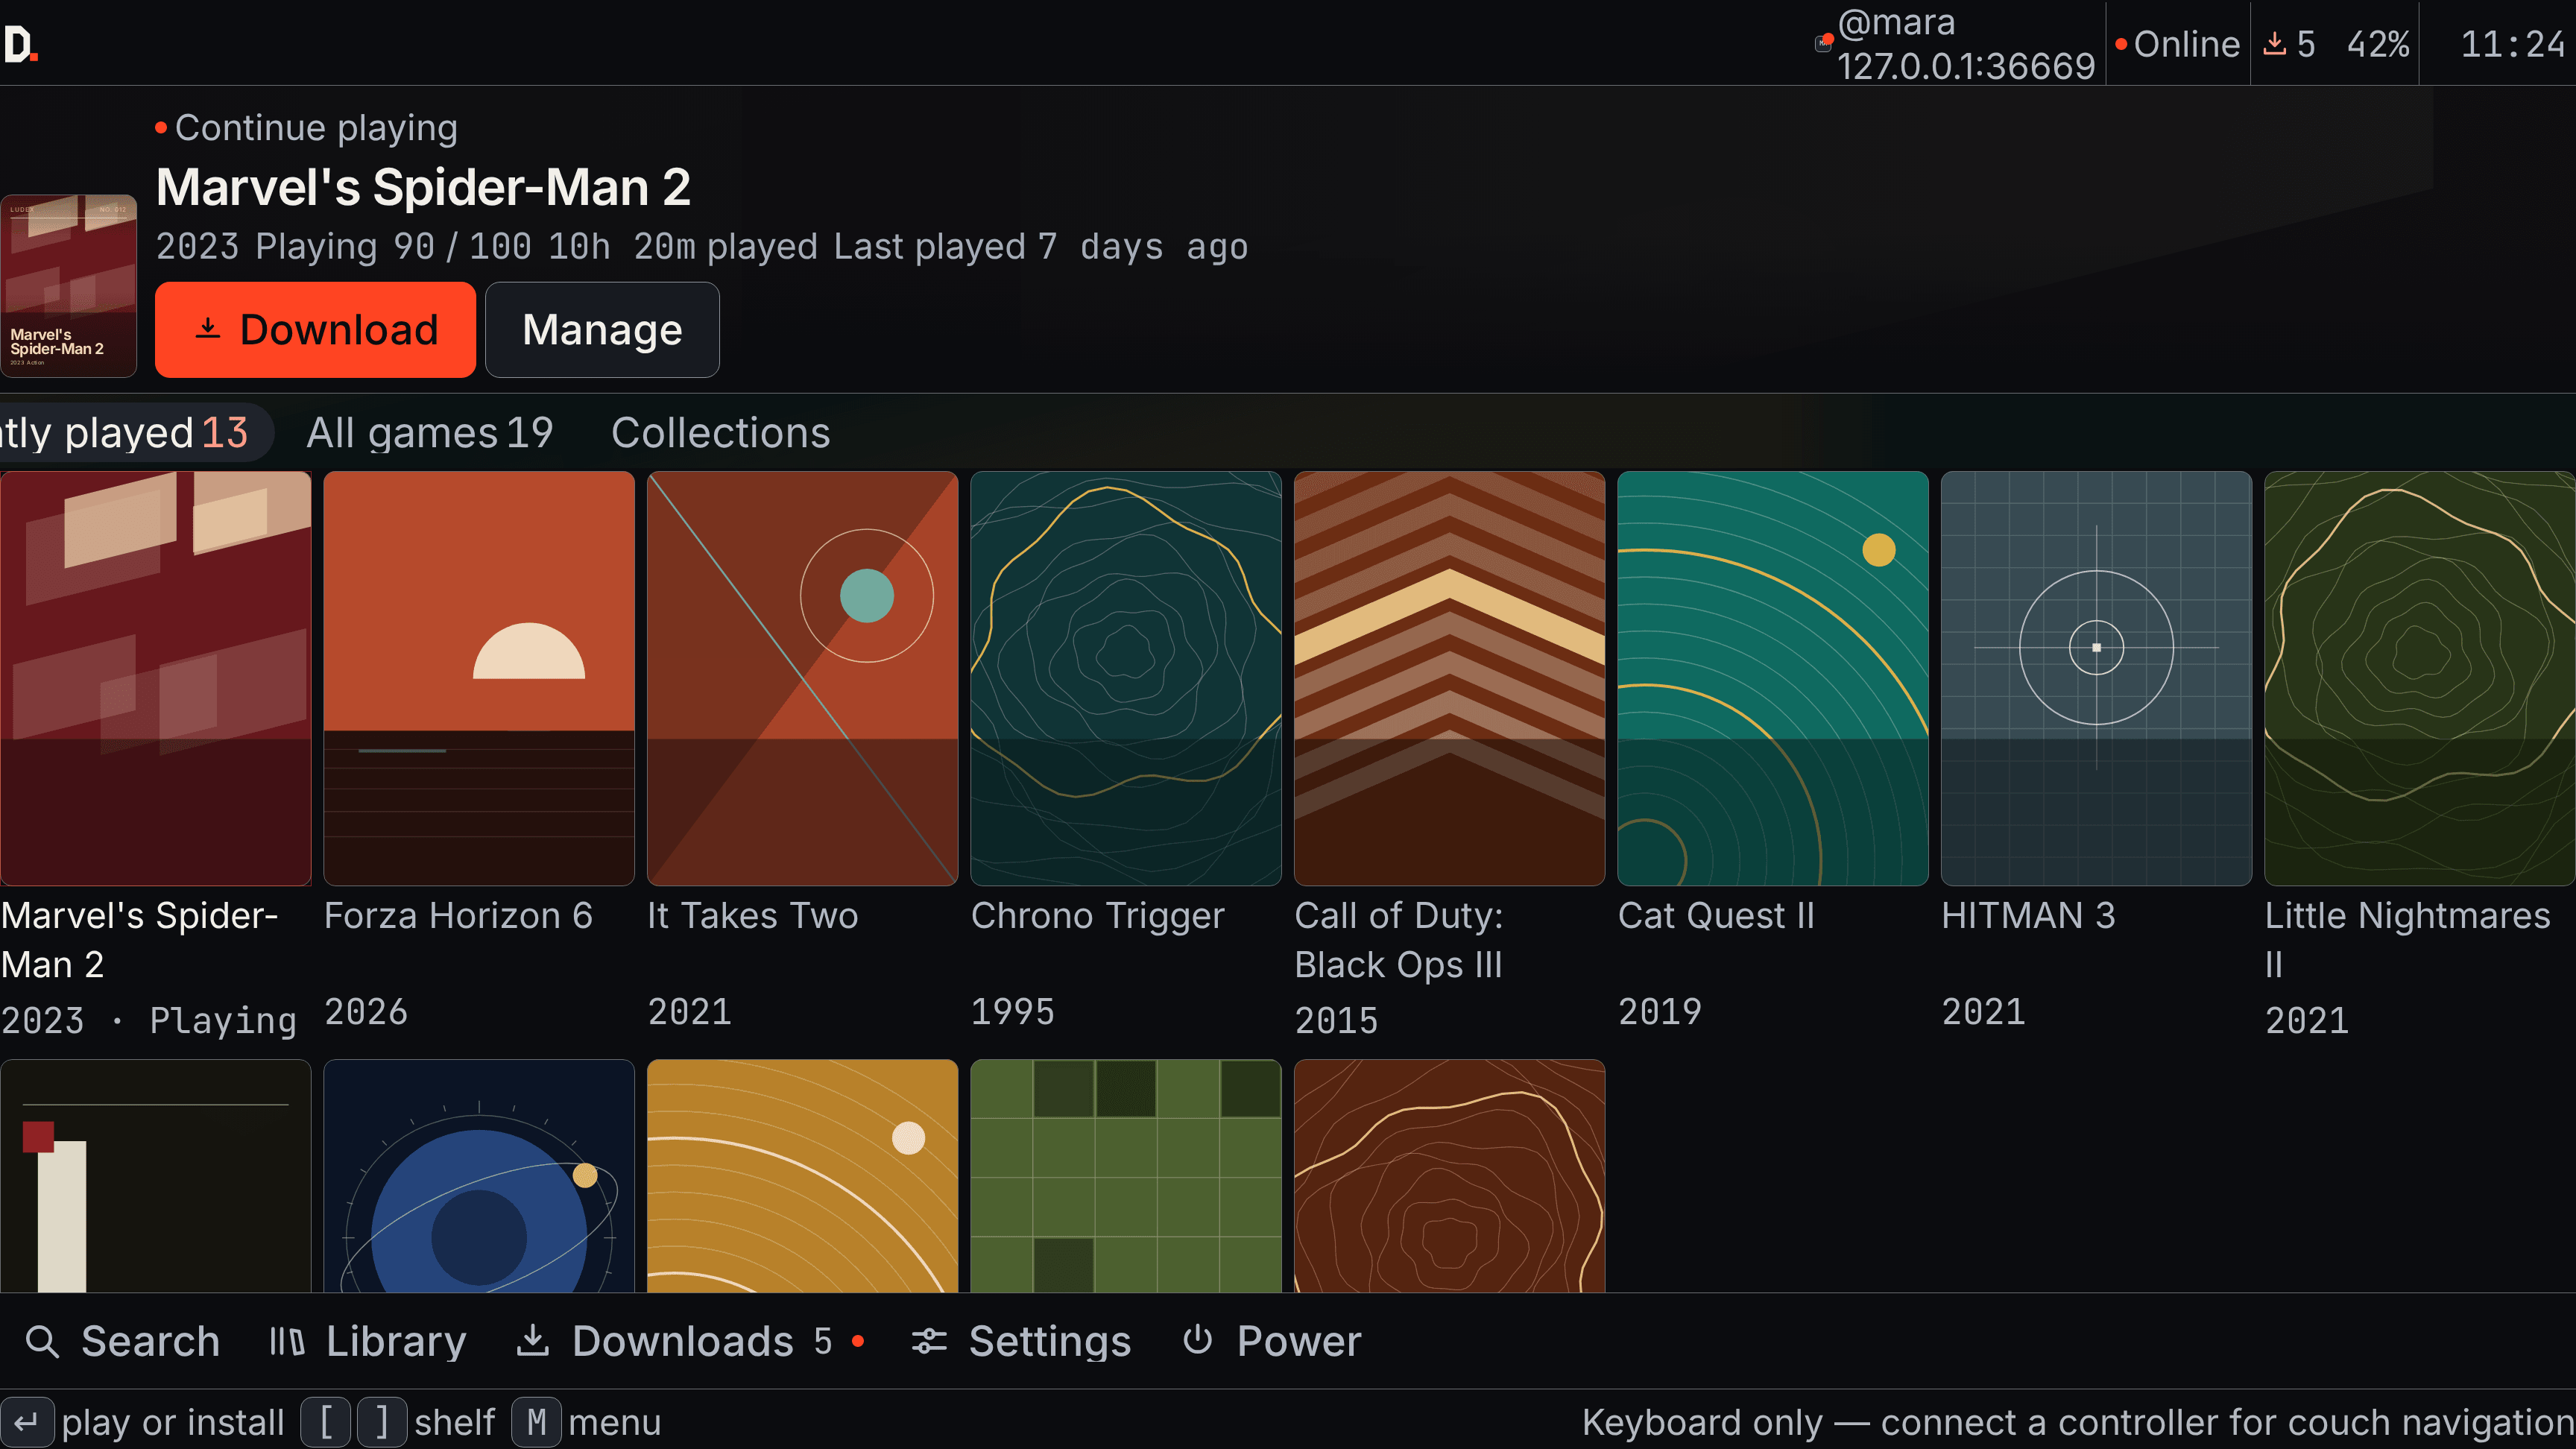 D.
@mara
127.0.0.1:36669
Online
5 42%
11:24
Continue playing
Marvel's Spider-Man 2
2023 Playing 90 / 100 10h 20m played Last played 7 days ago
Marvel's
Spider-Man 2
2023 Action
Download
Manage
tly played 13
All games 19
Collections
Marvel's Spider-
Man 2
2023 · Playing
Forza Horizon 6
2026
It Takes Two
2021
Chrono Trigger
1995
Call of Duty:
Black Ops III
2015
Cat Quest II
2019
HITMAN 3
2021
Little Nightmares
II
2021
Search
Library
Downloads 5
Settings
Power
↵ play or install [ ] shelf M menu
Keyboard only — connect a controller for couch navigation